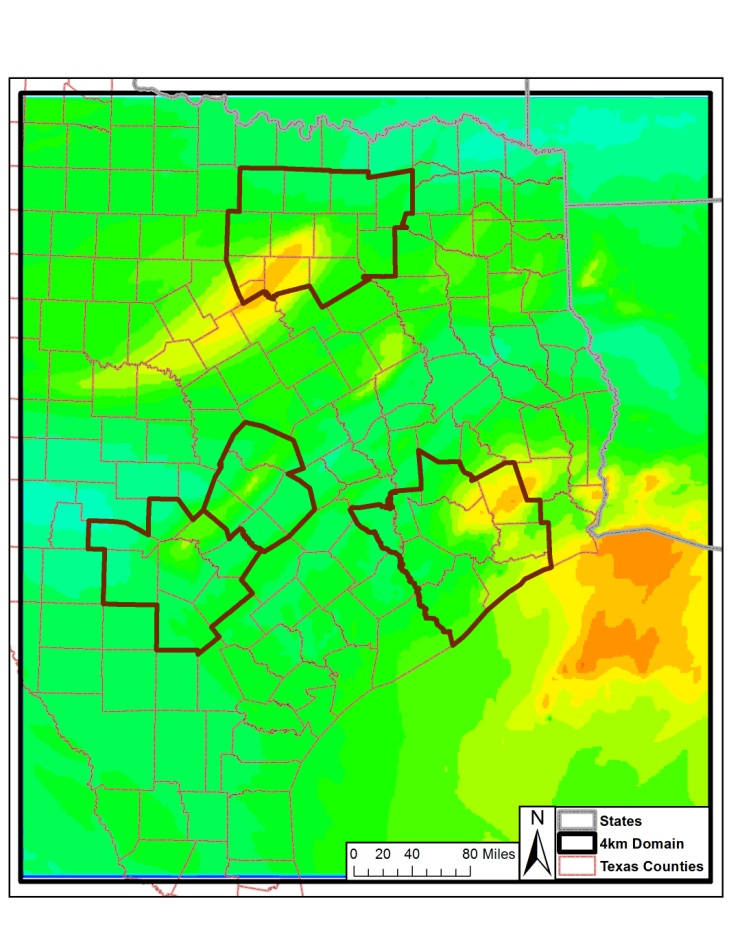 N
States
4km Domain
Texas Counties
0 20 40 80 Miles